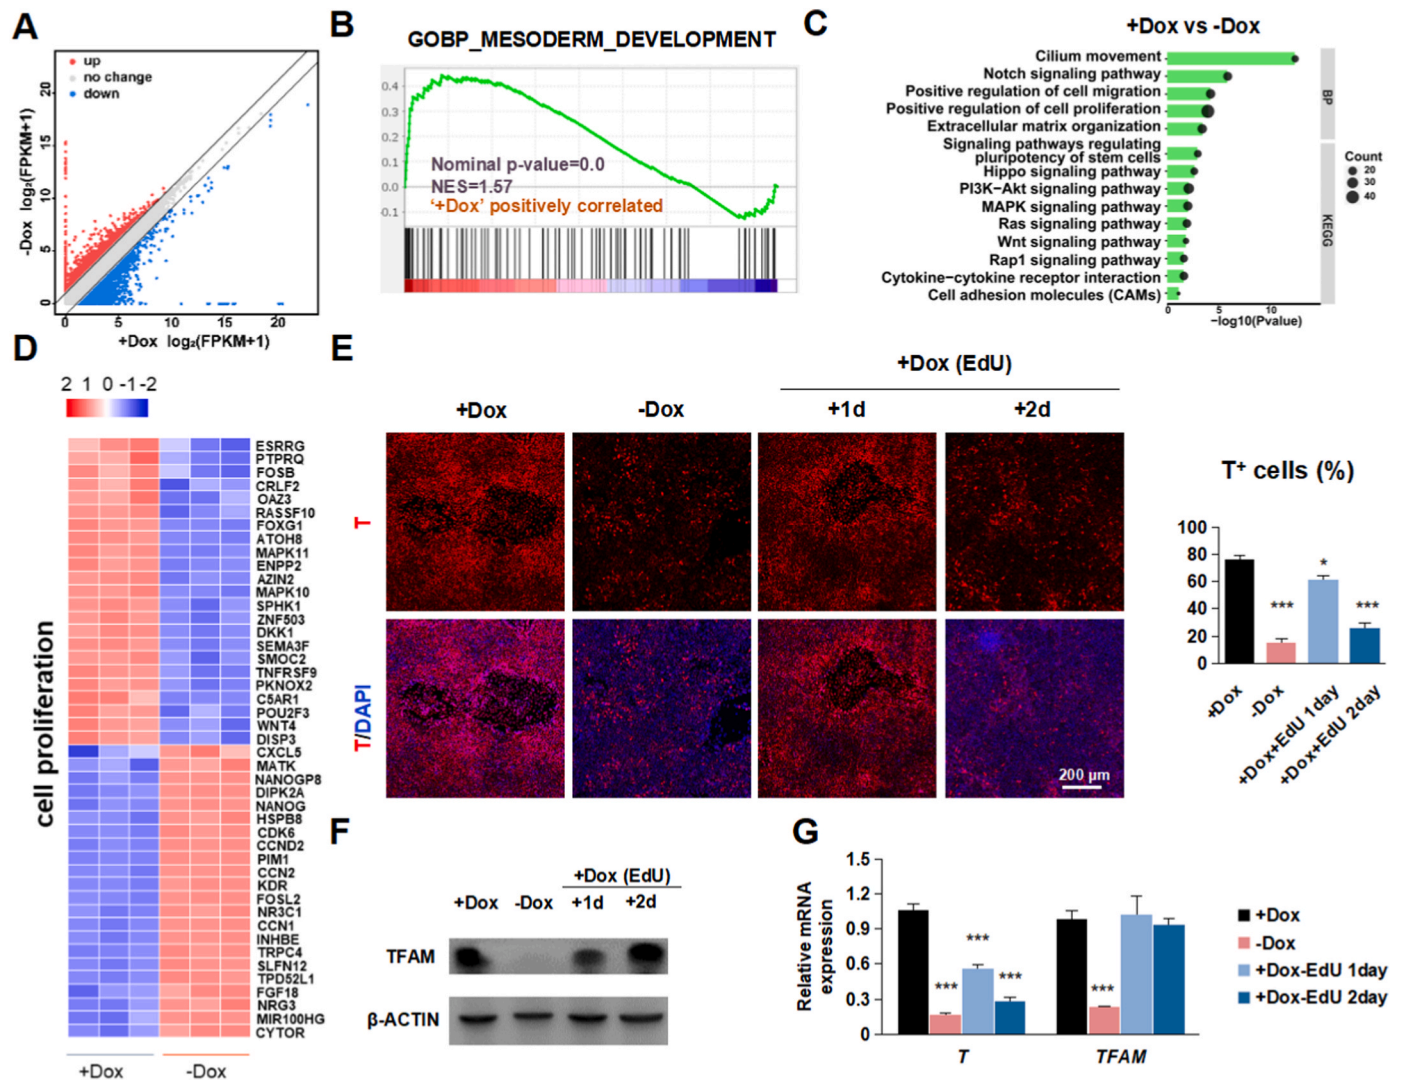 A
up
no change
down
-Dox log₂(FPKM+1)
20
15
10
5
0
0 5 10 15 20
+Dox log₂(FPKM+1)
B
GOBP_MESODERM_DEVELOPMENT
0.4
0.3
0.2
0.1
0.0
-0.1
Nominal p-value=0.0
NES=1.57
'+Dox' positively correlated
C
+Dox vs -Dox
Cilium movement
Notch signaling pathway
Positive regulation of cell migration
Positive regulation of cell proliferation
Extracellular matrix organization
Signaling pathways regulating
pluripotency of stem cells
Hippo signaling pathway
PI3K−Akt signaling pathway
MAPK signaling pathway
Ras signaling pathway
Wnt signaling pathway
Rap1 signaling pathway
Cytokine−cytokine receptor interaction
Cell adhesion molecules (CAMs)
BP
KEGG
Count
20
30
40
0 5 10
−log10(Pvalue)
D
2 1 0 -1 -2
cell proliferation
ESRRG
PTPRQ
FOSB
CRLF2
OAZ3
RASSF10
FOXG1
ATOH8
MAPK11
ENPP2
AZIN2
MAPK10
SPHK1
ZNF503
DKK1
SEMA3F
SMOC2
TNFRSF9
PKNOX2
C5AR1
POU2F3
WNT4
DISP3
CXCL5
MATK
NANOGP8
DIPK2A
NANOG
HSPB8
CDK6
CCND2
PIM1
CCN2
KDR
FOSL2
NR3C1
CCN1
INHBE
TRPC4
SLFN12
TPD52L1
FGF18
NRG3
MIR100HG
CYTOR
+Dox -Dox
E
+Dox (EdU)
+Dox -Dox +1d +2d
T
T/DAPI
200 µm
T⁺ cells (%)
100
80
60
40
20
0
***
*
***
+Dox
-Dox
+Dox+EdU 1day
+Dox+EdU 2day
F
+Dox (EdU)
+Dox -Dox +1d +2d
TFAM
β-ACTIN
G
Relative mRNA
expression
1.5
1.2
0.9
0.6
0.3
0
***
***
***
***
T TFAM
+Dox
-Dox
+Dox-EdU 1day
+Dox-EdU 2day